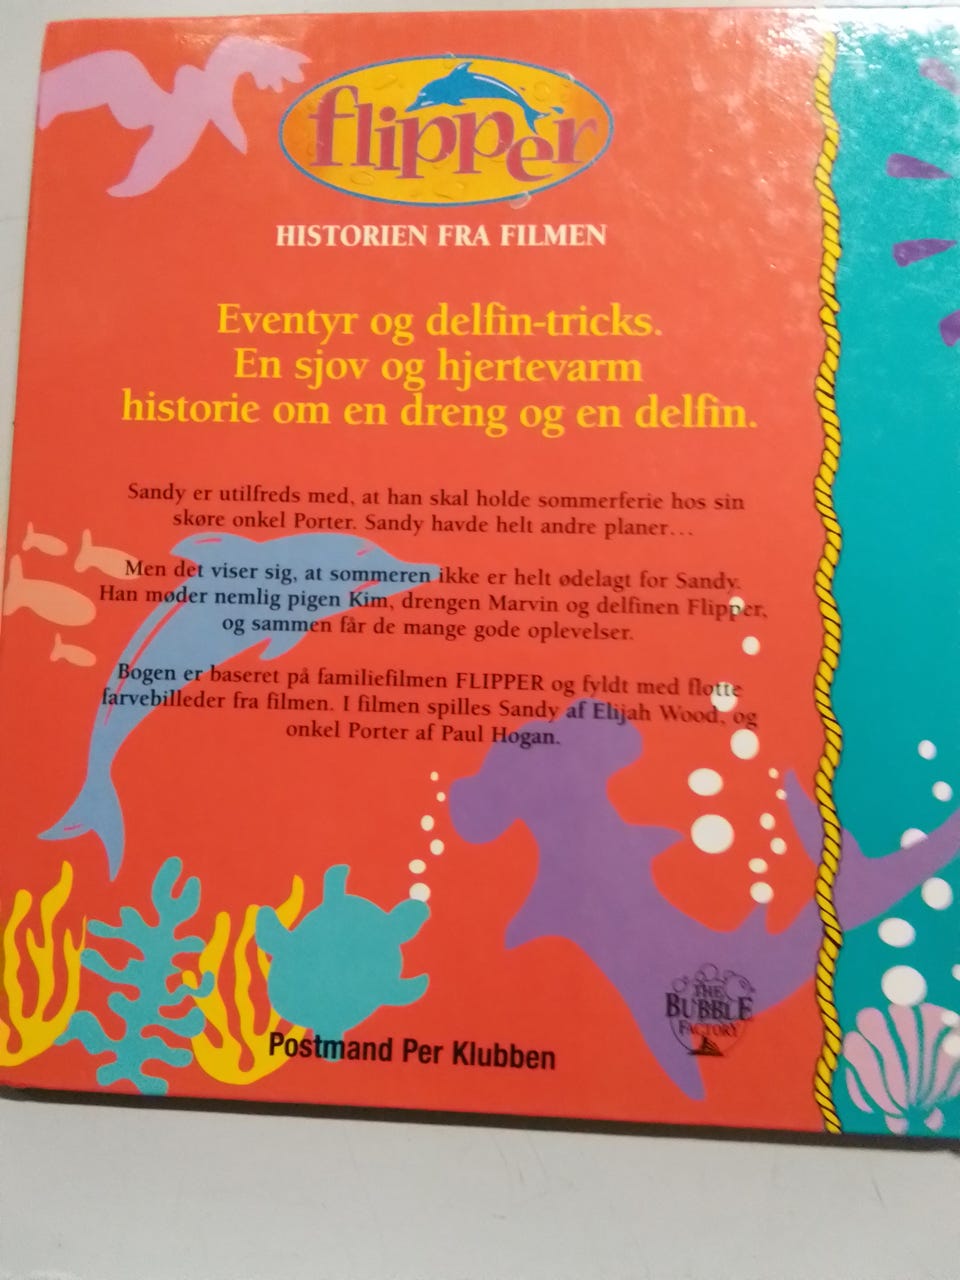 flipper
HISTORIEN FRA FILMEN
Eventyr og delfin-tricks.
En sjov og hjertevarm
historie om en dreng og en delfin.
Sandy er utilfreds med, at han skal holde sommerferie hos sin
skøre onkel Porter. Sandy havde helt andre planer...
Men det viser sig, at sommeren ikke er helt ødelagt for Sandy.
Han møder nemlig pigen Kim, drengen Marvin og delfinen Flipper,
og sammen får de mange gode oplevelser.
Bogen er baseret på familiefilmen FLIPPER og fyldt med flotte
farvebilleder fra filmen. I filmen spilles Sandy af Elijah Wood, og
onkel Porter af Paul Hogan.
THE
BUBBLE
FACTORY
Postmand Per Klubben